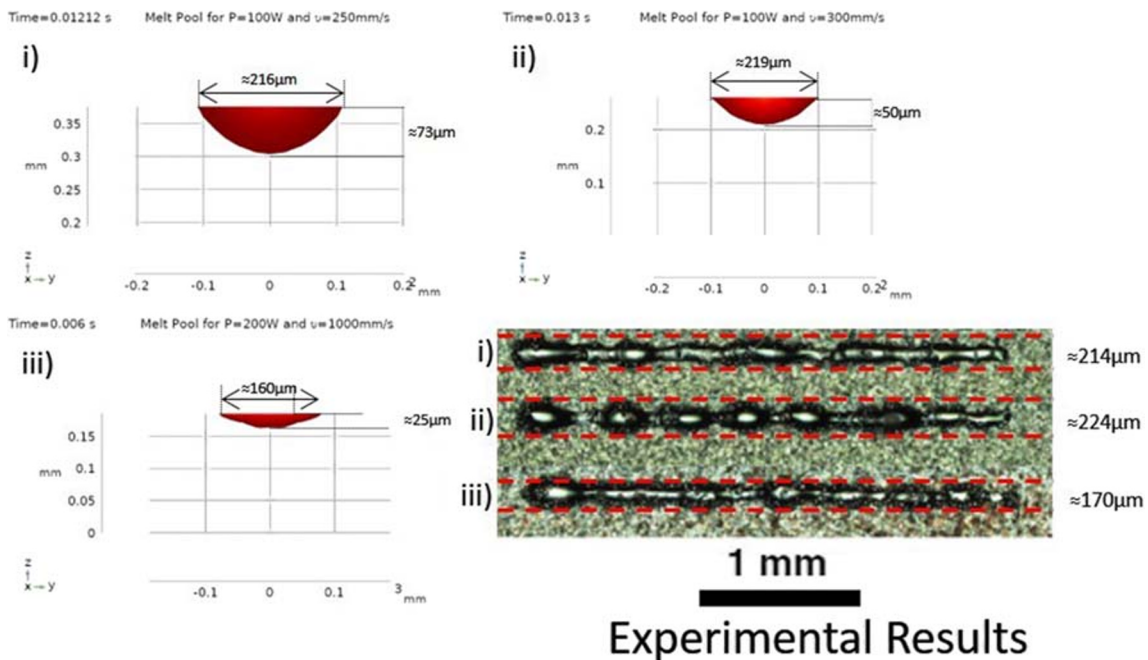 Time=0.01212 s Melt Pool for P=100W and υ=250mm/s
i)
≈216μm
≈73μm
0.35
0.3
mm
0.25
0.2
z
x y
-0.2 -0.1 0 0.1 0.2 2 mm
Time=0.013 s Melt Pool for P=100W and υ=300mm/s
ii)
≈219μm
≈50μm
0.2
mm
0.1
z
x y
-0.2 -0.1 0 0.1 0.2 2 mm
Time=0.006 s Melt Pool for P=200W and υ=1000mm/s
iii)
≈160μm
≈25μm
0.15
0.1
mm
0.05
0
z
x y
-0.1 0 0.1 3 mm
i) ≈214μm
ii) ≈224μm
iii) ≈170μm
1 mm
Experimental Results